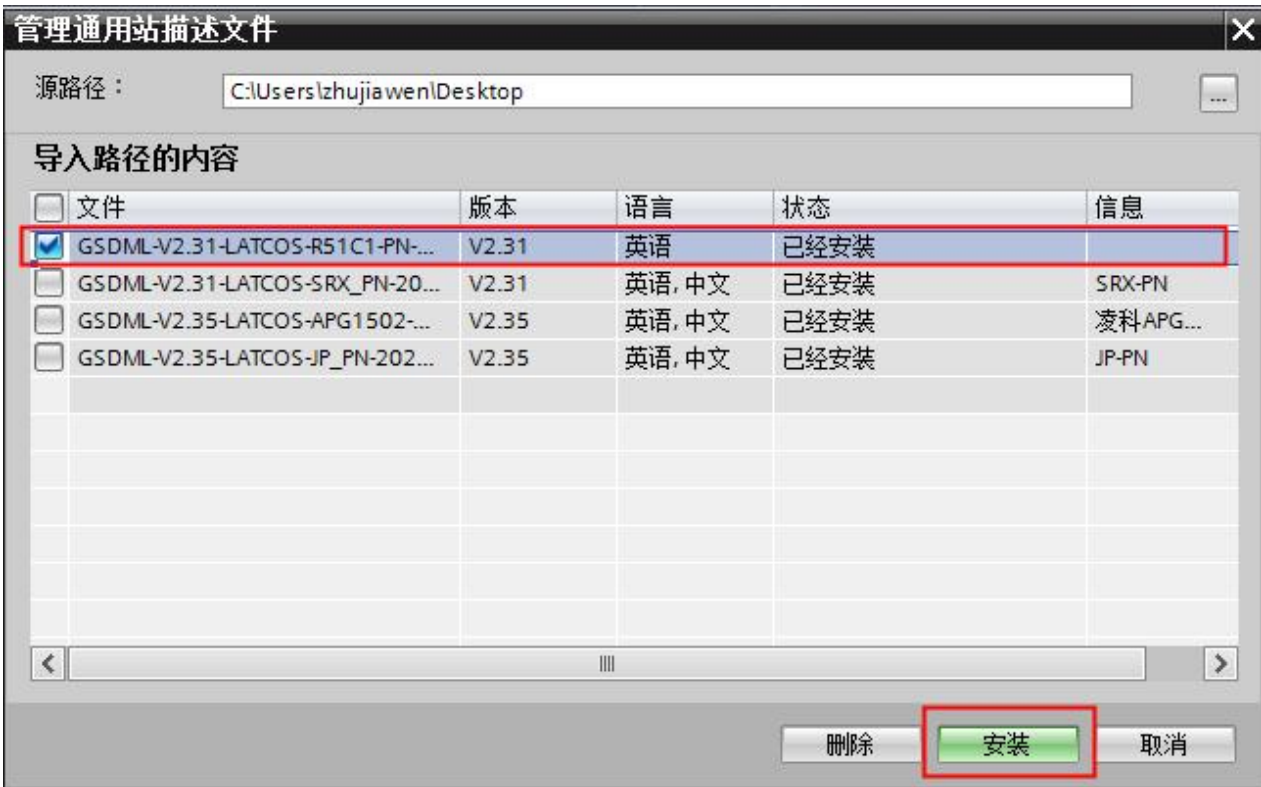 管理通用站描述文件
源路径： C:\Users\zhujiawen\Desktop ...
导入路径的内容
文件 版本 语言 状态 信息
GSDML-V2.31-LATCOS-R51C1-PN-... V2.31 英语 已经安装
GSDML-V2.31-LATCOS-SRX_PN-20... V2.31 英语, 中文 已经安装 SRX-PN
GSDML-V2.35-LATCOS-APG1502-... V2.35 英语, 中文 已经安装 凌科APG...
GSDML-V2.35-LATCOS-JP_PN-202... V2.35 英语, 中文 已经安装 JP-PN
删除 安装 取消